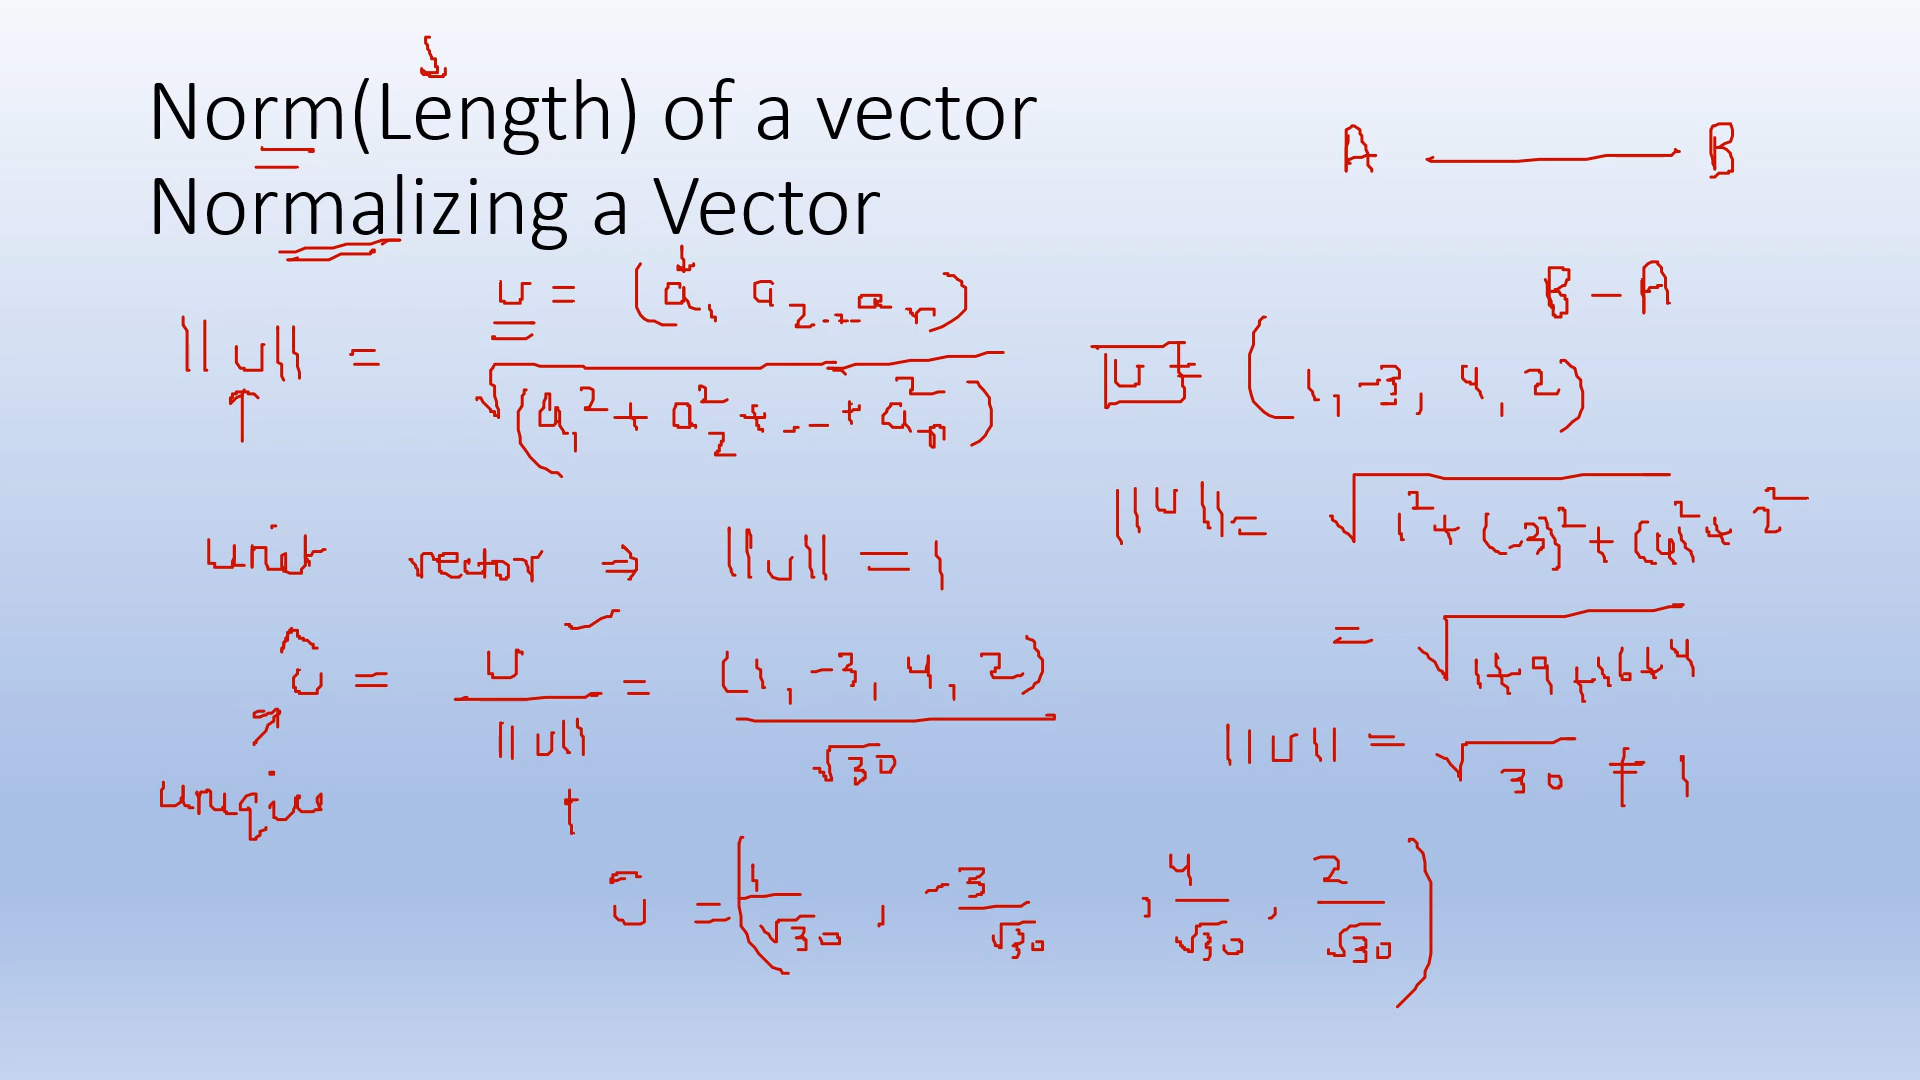 Norm(Length) of a vector
Normalizing a Vector
A — B
B - A
u = (a₁, a₂ ... aₙ)
||u|| = √(a₁² + a₂² + ... + aₙ²)
unit vector ⇒ ||u|| = 1
û = u / ||u|| = (1, -3, 4, 2) / √30
unique
û = (1/√30, -3/√30, 4/√30, 2/√30)
u = (1, -3, 4, 2)
||u|| = √1² + (-3)² + (4)² + 2²
= √1+9+16+4
||u|| = √30 ≠ 1